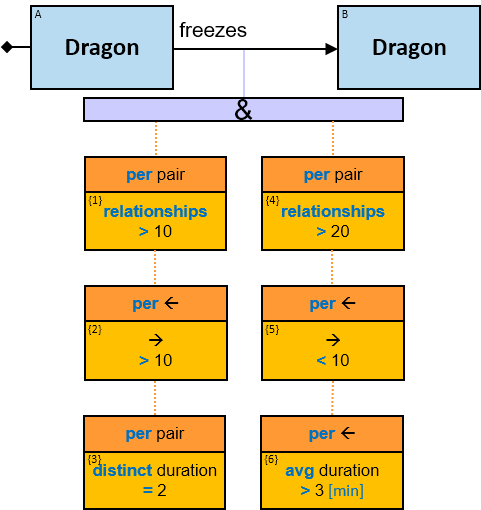 A
Dragon
freezes
B
Dragon
&
per pair
{1}
relationships
> 10
per pair
{4}
relationships
> 20
per ←
{2}
→
> 10
per ←
{5}
→
< 10
per pair
{3}
distinct duration
= 2
per ←
{6}
avg duration
> 3 [min]